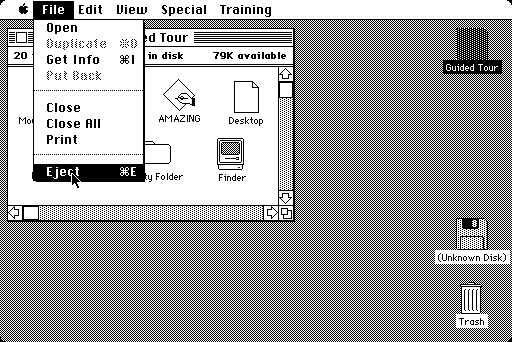 File Edit View Special Training
Open
Duplicate ⌘D
Get Info ⌘I
Put Back
Close
Close All
Print
Eject ⌘E
ed Tour
20
in disk
79K available
AMAZING
Desktop
ty Folder
Finder
Guided Tour
(Unknown Disk)
Trash